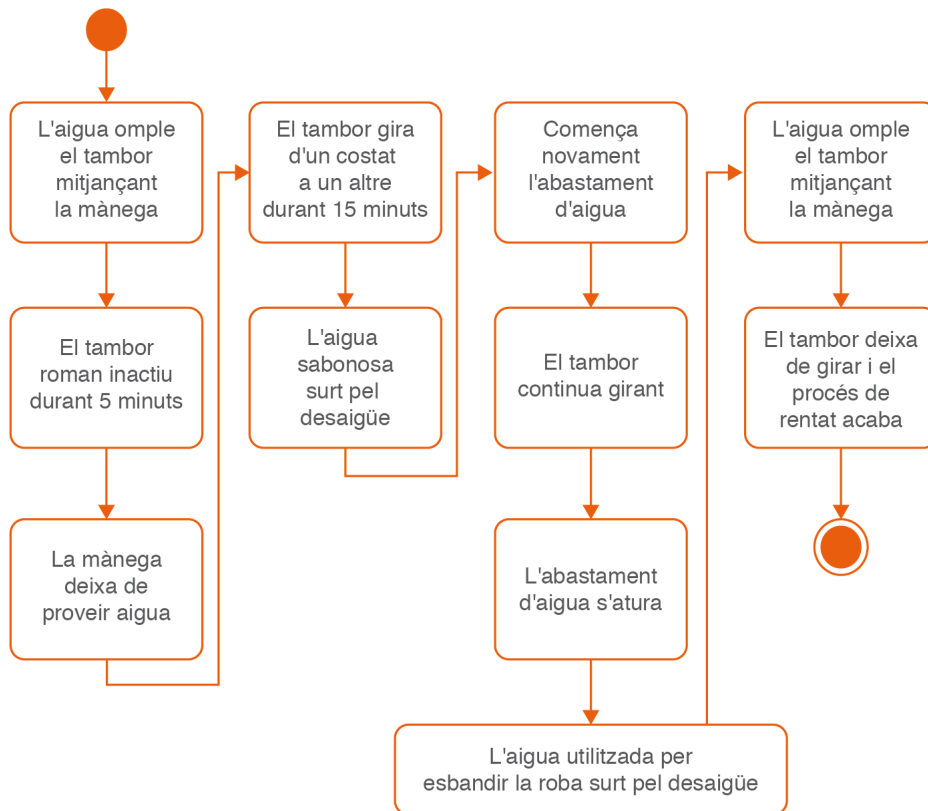 L'aigua omple
el tambor
mitjançant
la mànega
El tambor
roman inactiu
durant 5 minuts
La mànega
deixa de
proveir aigua
El tambor gira
d'un costat
a un altre
durant 15 minuts
L'aigua
sabonosa
surt pel
desaigüe
Comença
novament
l'abastament
d'aigua
El tambor
continua girant
L'abastament
d'aigua s'atura
L'aigua utilitzada per
esbandir la roba surt pel desaigüe
L'aigua omple
el tambor
mitjançant
la mànega
El tambor deixa
de girar i el
procés de
rentat acaba